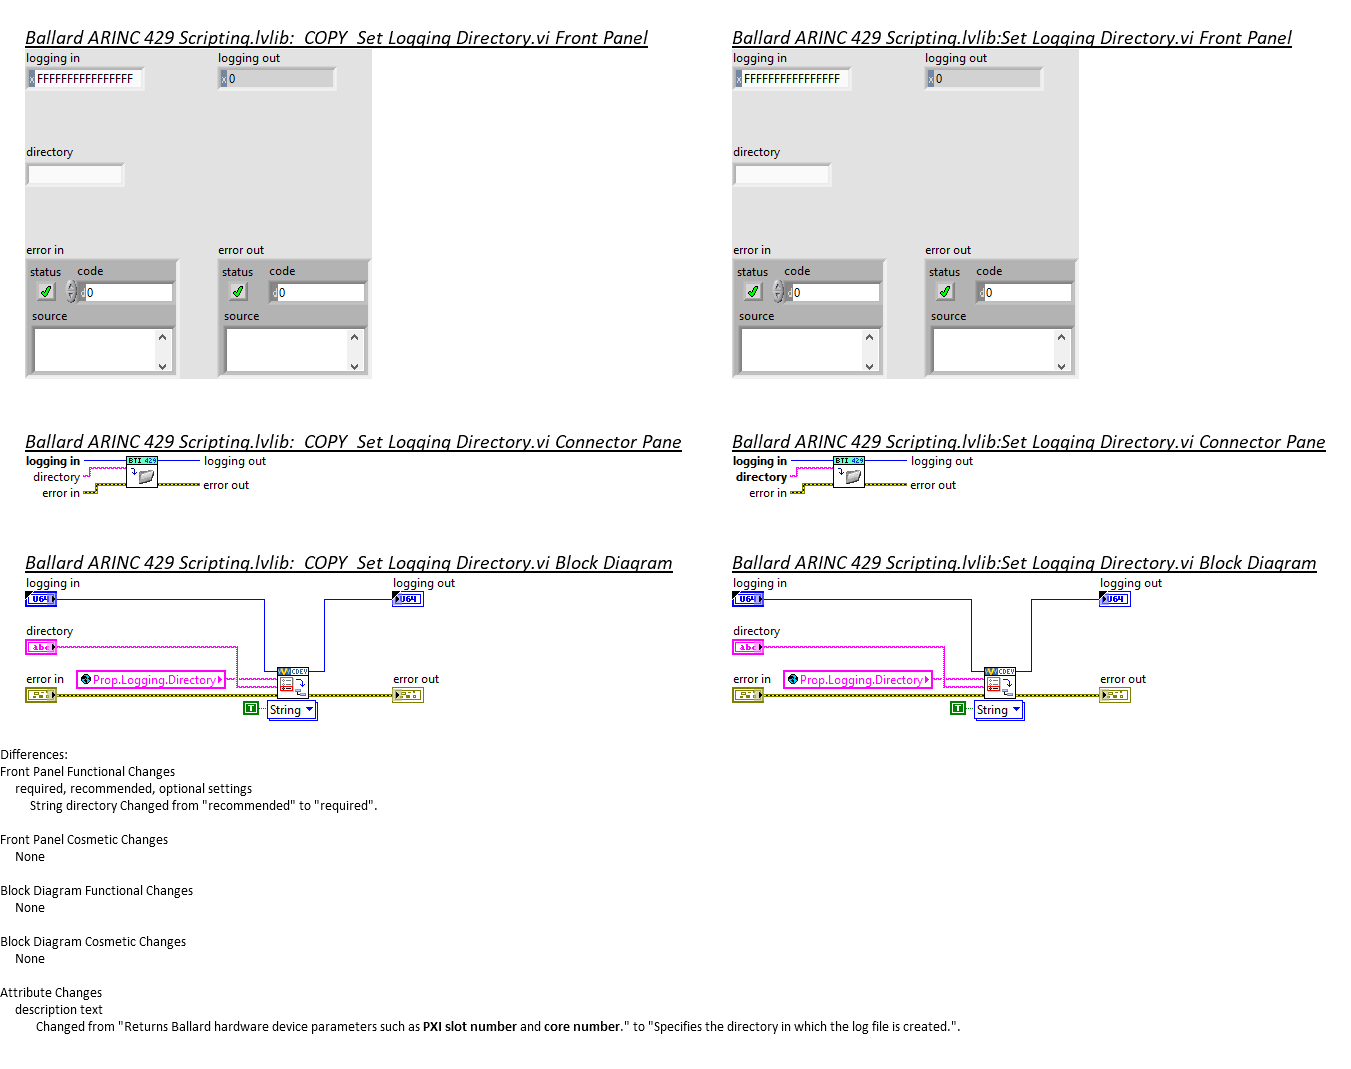 Ballard ARINC 429 Scripting.lvlib:  COPY  Set Logging Directory.vi Front Panel
logging in
logging out
x FFFFFFFFFFFFFFFF
x 0
directory
error in
error out
status
code
status
code
d 0
d 0
source
source
Ballard ARINC 429 Scripting.lvlib:Set Logging Directory.vi Front Panel
logging in
logging out
x FFFFFFFFFFFFFFFF
x 0
directory
error in
error out
status
code
status
code
d 0
d 0
source
source
Ballard ARINC 429 Scripting.lvlib:  COPY  Set Logging Directory.vi Connector Pane
logging in
BTI 429
logging out
directory
error in
error out
Ballard ARINC 429 Scripting.lvlib:Set Logging Directory.vi Connector Pane
logging in
BTI 429
logging out
directory
error in
error out
Ballard ARINC 429 Scripting.lvlib:  COPY  Set Logging Directory.vi Block Diagram
logging in
logging out
U64
U64
directory
abc
CDEV
error in
Prop.Logging.Directory
error out
T
String
Ballard ARINC 429 Scripting.lvlib:Set Logging Directory.vi Block Diagram
logging in
logging out
U64
U64
directory
abc
CDEV
error in
Prop.Logging.Directory
error out
T
String
Differences:
Front Panel Functional Changes
required, recommended, optional settings
String directory Changed from "recommended" to "required".
Front Panel Cosmetic Changes
None
Block Diagram Functional Changes
None
Block Diagram Cosmetic Changes
None
Attribute Changes
description text
Changed from "Returns Ballard hardware device parameters such as PXI slot number and core number." to "Specifies the directory in which the log file is created.".